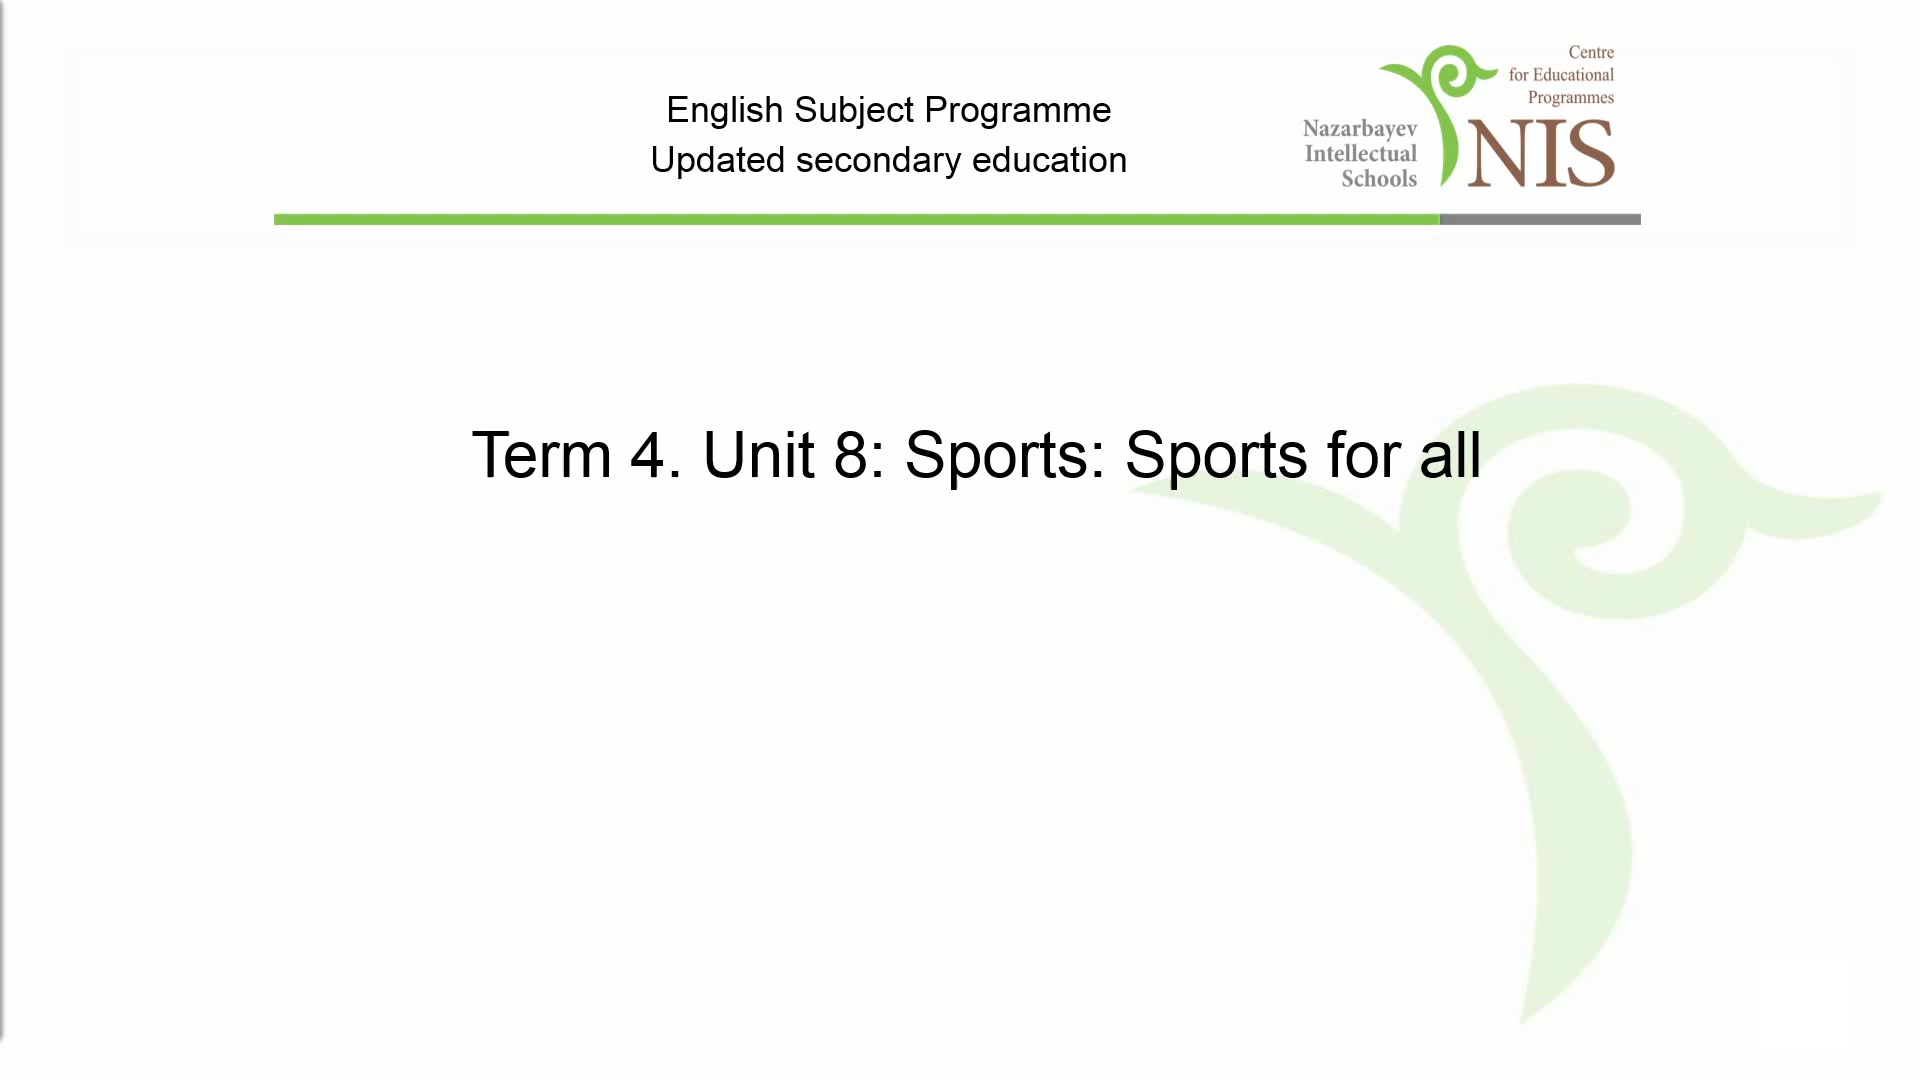 English Subject Programme
Updated secondary education
Centre
for Educational
Programmes
Nazarbayev
Intellectual
Schools
NIS
Term 4. Unit 8: Sports: Sports for all